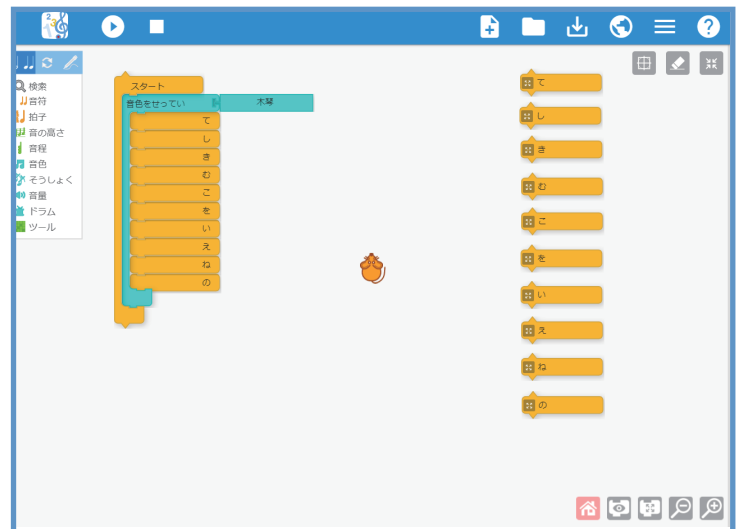 検索
音符
拍子
音の高さ
音程
音色
そうしょく
音量
ドラム
ツール
スタート
音色をせってい 木琴
て
し
き
む
こ
を
い
え
ね
の
て
し
き
む
こ
を
い
え
ね
の